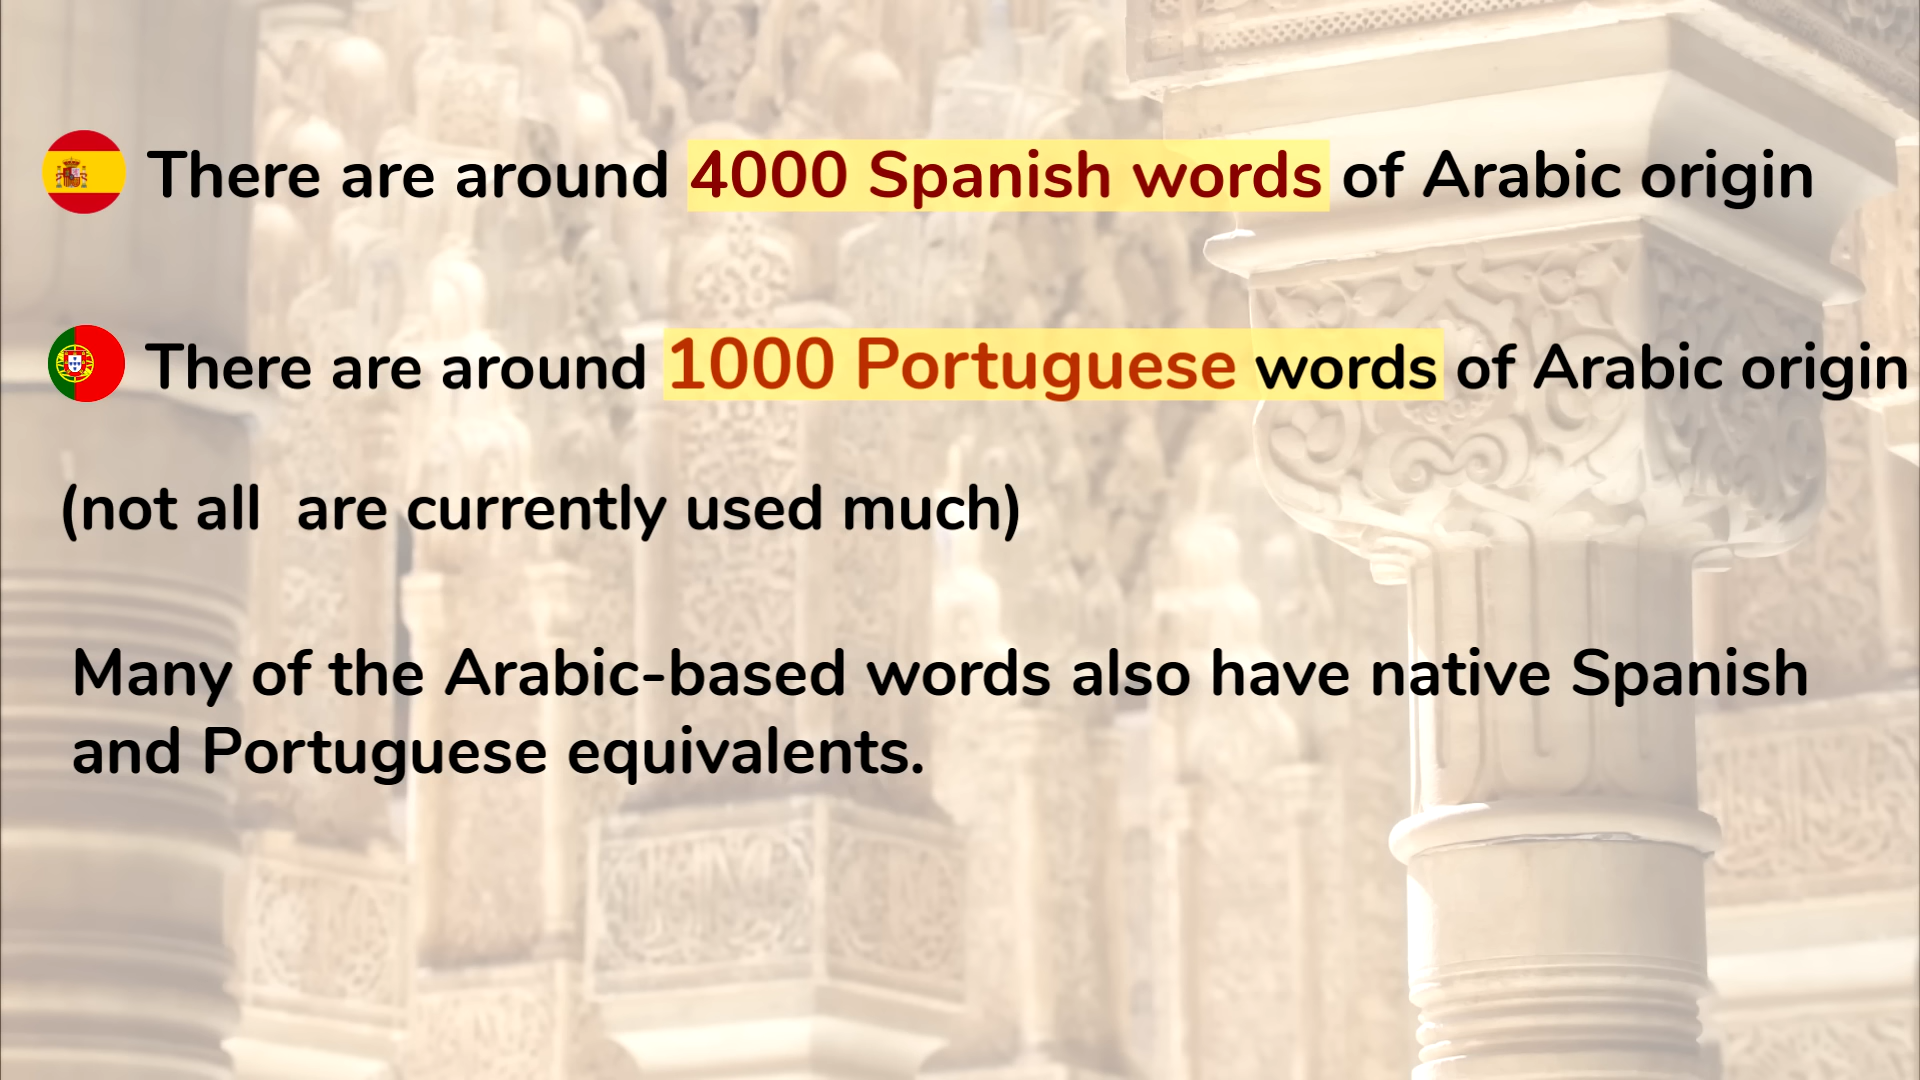 There are around 4000 Spanish words of Arabic origin
There are around 1000 Portuguese words of Arabic origin
(not all are currently used much)
Many of the Arabic-based words also have native Spanish
and Portuguese equivalents.